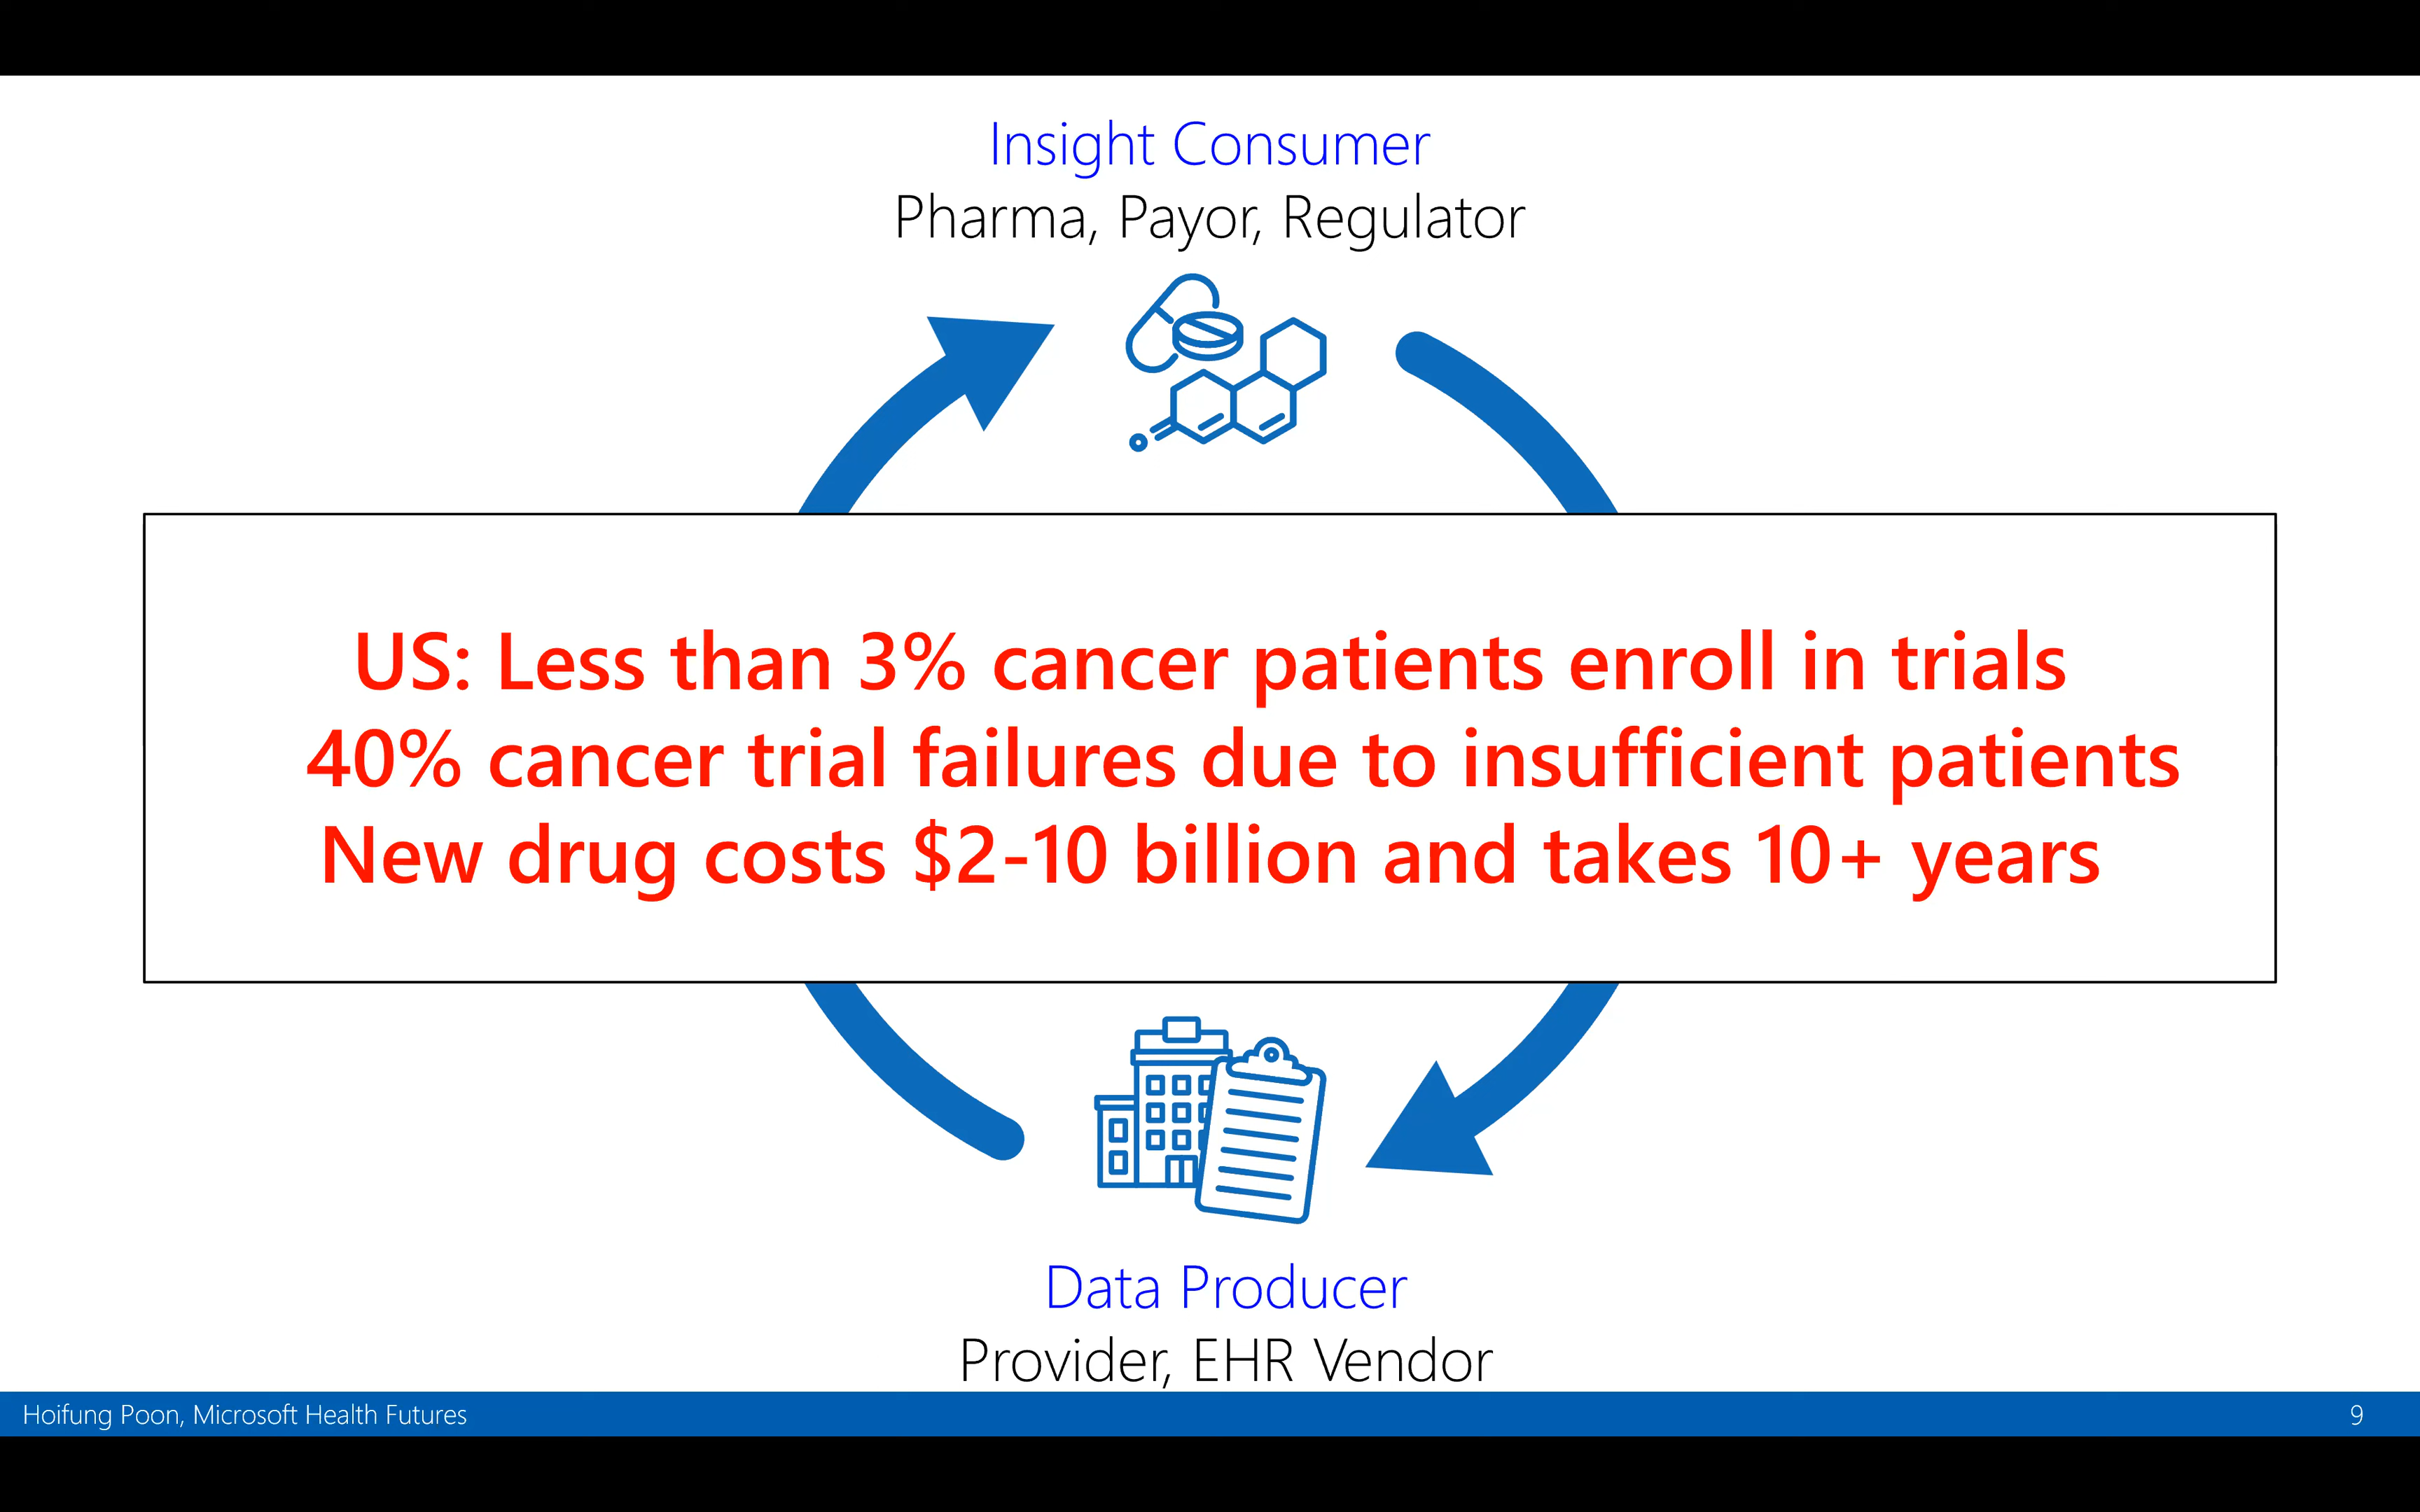 Insight Consumer
Pharma, Payor, Regulator
US: Less than 3% cancer patients enroll in trials
40% cancer trial failures due to insufficient patients
New drug costs $2-10 billion and takes 10+ years
Data Producer
Provider, EHR Vendor
Hoifung Poon, Microsoft Health Futures
9